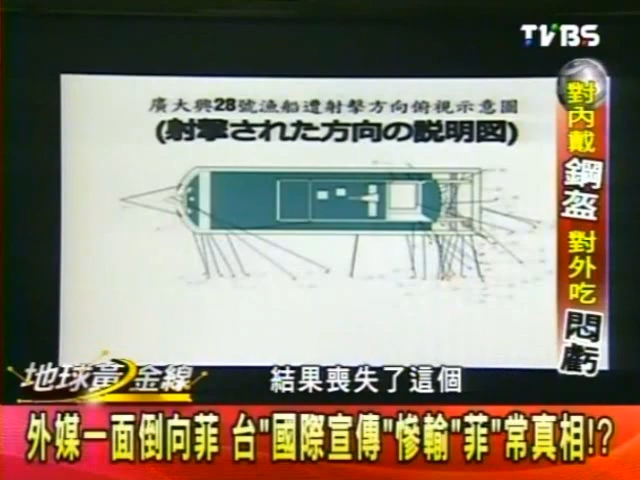 TVBS
廣大興28號漁船遭射擊方向俯視示意圖
(射撃された方向の説明図)
對內戴
鋼盔
對外吃
悶虧
地球黃金線
結果喪失了這個
外媒一面倒向菲 台"國際宣傳"慘輸"菲"常真相!?